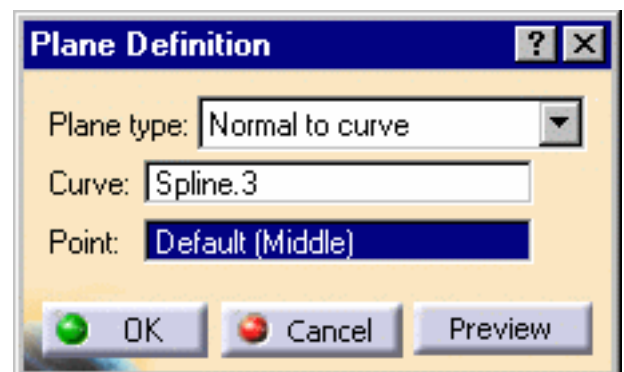 Plane Definition
Plane type: Normal to curve
Curve: Spline.3
Point: Default (Middle)
OK Cancel Preview